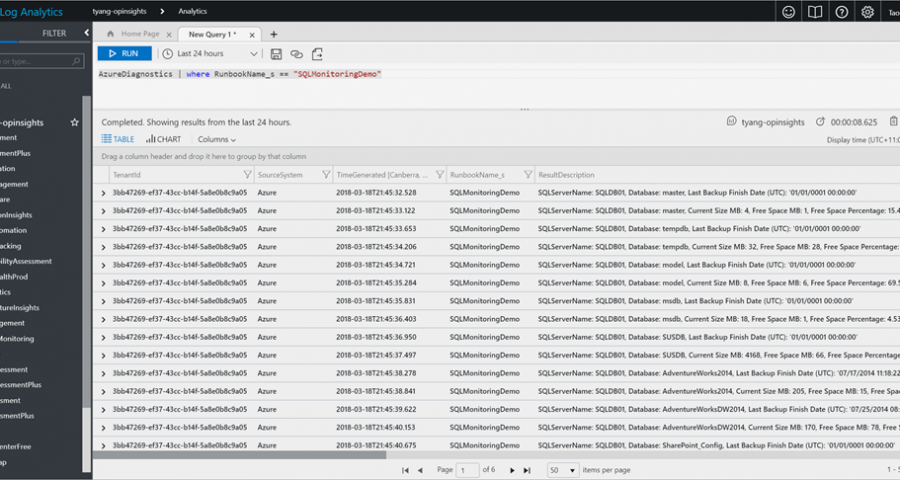 Log Analytics
tyang-opinsights > Analytics
FILTER
Home Page ×
New Query 1 * ×
+
RUN
Last 24 hours
AzureDiagnostics | where RunbookName_s == "SQLMonitoringDemo"
or type...
ALL
-opinsights
ment
mentPlus
ation
agement
are
onInsights
omation
acking
bilityAssessment
althProd
tics
tureInsights
gement
Monitoring
essment
essmentPlus
sment
smentPlus
enterFree
ap
Completed. Showing results from the last 24 hours.
tyang-opinsights
00:00:08.625
TABLE
CHART
Columns
Display time (UTC+11:0
Drag a column header and drop it here to group by that column
TenantId SourceSystem TimeGenerated [Canberra, ... RunbookName_s ResultDescription
3bb47269-ef37-43cc-b14f-5a8e0b8c9a05 Azure 2018-03-18T21:45:32.528 SQLMonitoringDemo SQLServerName: SQLDB01, Database: master, Last Backup Finish Date (UTC): '01/01/0001 00:00:00'
3bb47269-ef37-43cc-b14f-5a8e0b8c9a05 Azure 2018-03-18T21:45:33.122 SQLMonitoringDemo SQLServerName: SQLDB01, Database: master, Current Size MB: 4, Free Space MB: 1, Free Space Percentage: 15.4
3bb47269-ef37-43cc-b14f-5a8e0b8c9a05 Azure 2018-03-18T21:45:33.653 SQLMonitoringDemo SQLServerName: SQLDB01, Database: tempdb, Last Backup Finish Date (UTC): '01/01/0001 00:00:00'
3bb47269-ef37-43cc-b14f-5a8e0b8c9a05 Azure 2018-03-18T21:45:34.206 SQLMonitoringDemo SQLServerName: SQLDB01, Database: tempdb, Current Size MB: 32, Free Space MB: 28, Free Space Percentage:
3bb47269-ef37-43cc-b14f-5a8e0b8c9a05 Azure 2018-03-18T21:45:34.721 SQLMonitoringDemo SQLServerName: SQLDB01, Database: model, Last Backup Finish Date (UTC): '01/01/0001 00:00:00'
3bb47269-ef37-43cc-b14f-5a8e0b8c9a05 Azure 2018-03-18T21:45:35.284 SQLMonitoringDemo SQLServerName: SQLDB01, Database: model, Current Size MB: 8, Free Space MB: 6, Free Space Percentage: 69.5
3bb47269-ef37-43cc-b14f-5a8e0b8c9a05 Azure 2018-03-18T21:45:35.831 SQLMonitoringDemo SQLServerName: SQLDB01, Database: msdb, Last Backup Finish Date (UTC): '01/01/0001 00:00:00'
3bb47269-ef37-43cc-b14f-5a8e0b8c9a05 Azure 2018-03-18T21:45:36.403 SQLMonitoringDemo SQLServerName: SQLDB01, Database: msdb, Current Size MB: 18, Free Space MB: 1, Free Space Percentage: 4.53
3bb47269-ef37-43cc-b14f-5a8e0b8c9a05 Azure 2018-03-18T21:45:36.950 SQLMonitoringDemo SQLServerName: SQLDB01, Database: SUSDB, Last Backup Finish Date (UTC): '01/01/0001 00:00:00'
3bb47269-ef37-43cc-b14f-5a8e0b8c9a05 Azure 2018-03-18T21:45:37.497 SQLMonitoringDemo SQLServerName: SQLDB01, Database: SUSDB, Current Size MB: 4168, Free Space MB: 66, Free Space Percentage
3bb47269-ef37-43cc-b14f-5a8e0b8c9a05 Azure 2018-03-18T21:45:38.278 SQLMonitoringDemo SQLServerName: SQLDB01, Database: AdventureWorks2014, Last Backup Finish Date (UTC): '07/17/2014 11:18:22
3bb47269-ef37-43cc-b14f-5a8e0b8c9a05 Azure 2018-03-18T21:45:38.841 SQLMonitoringDemo SQLServerName: SQLDB01, Database: AdventureWorks2014, Current Size MB: 205, Free Space MB: 15, Free Space
3bb47269-ef37-43cc-b14f-5a8e0b8c9a05 Azure 2018-03-18T21:45:39.622 SQLMonitoringDemo SQLServerName: SQLDB01, Database: AdventureWorksDW2014, Last Backup Finish Date (UTC): '07/25/2014 08:
3bb47269-ef37-43cc-b14f-5a8e0b8c9a05 Azure 2018-03-18T21:45:40.153 SQLMonitoringDemo SQLServerName: SQLDB01, Database: AdventureWorksDW2014, Current Size MB: 170, Free Space MB: 78, Free S
3bb47269-ef37-43cc-b14f-5a8e0b8c9a05 Azure 2018-03-18T21:45:40.675 SQLMonitoringDemo SQLServerName: SQLDB01, Database: SharePoint_Config, Last Backup Finish Date (UTC): '01/01/0001 00:00:00'
Page 1 of 6 50 items per page 1 - 5